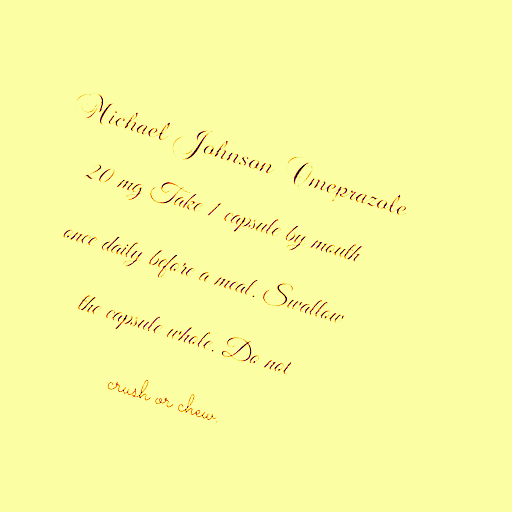 Michael Johnson Omeprazole
20 mg Take 1 capsule by mouth
once daily before a meal. Swallow
the capsule whole. Do not
crush or chew.